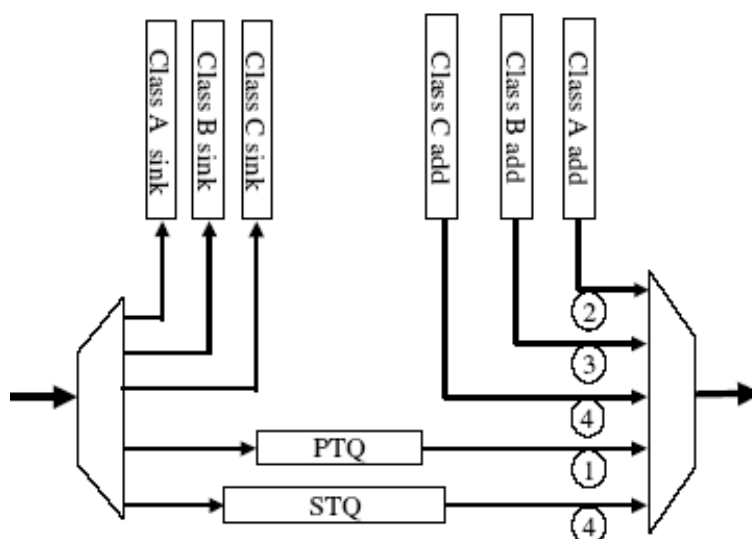 Class A sink
Class B sink
Class C sink
Class C add
Class B add
Class A add
2
3
4
PTQ
1
STQ
4